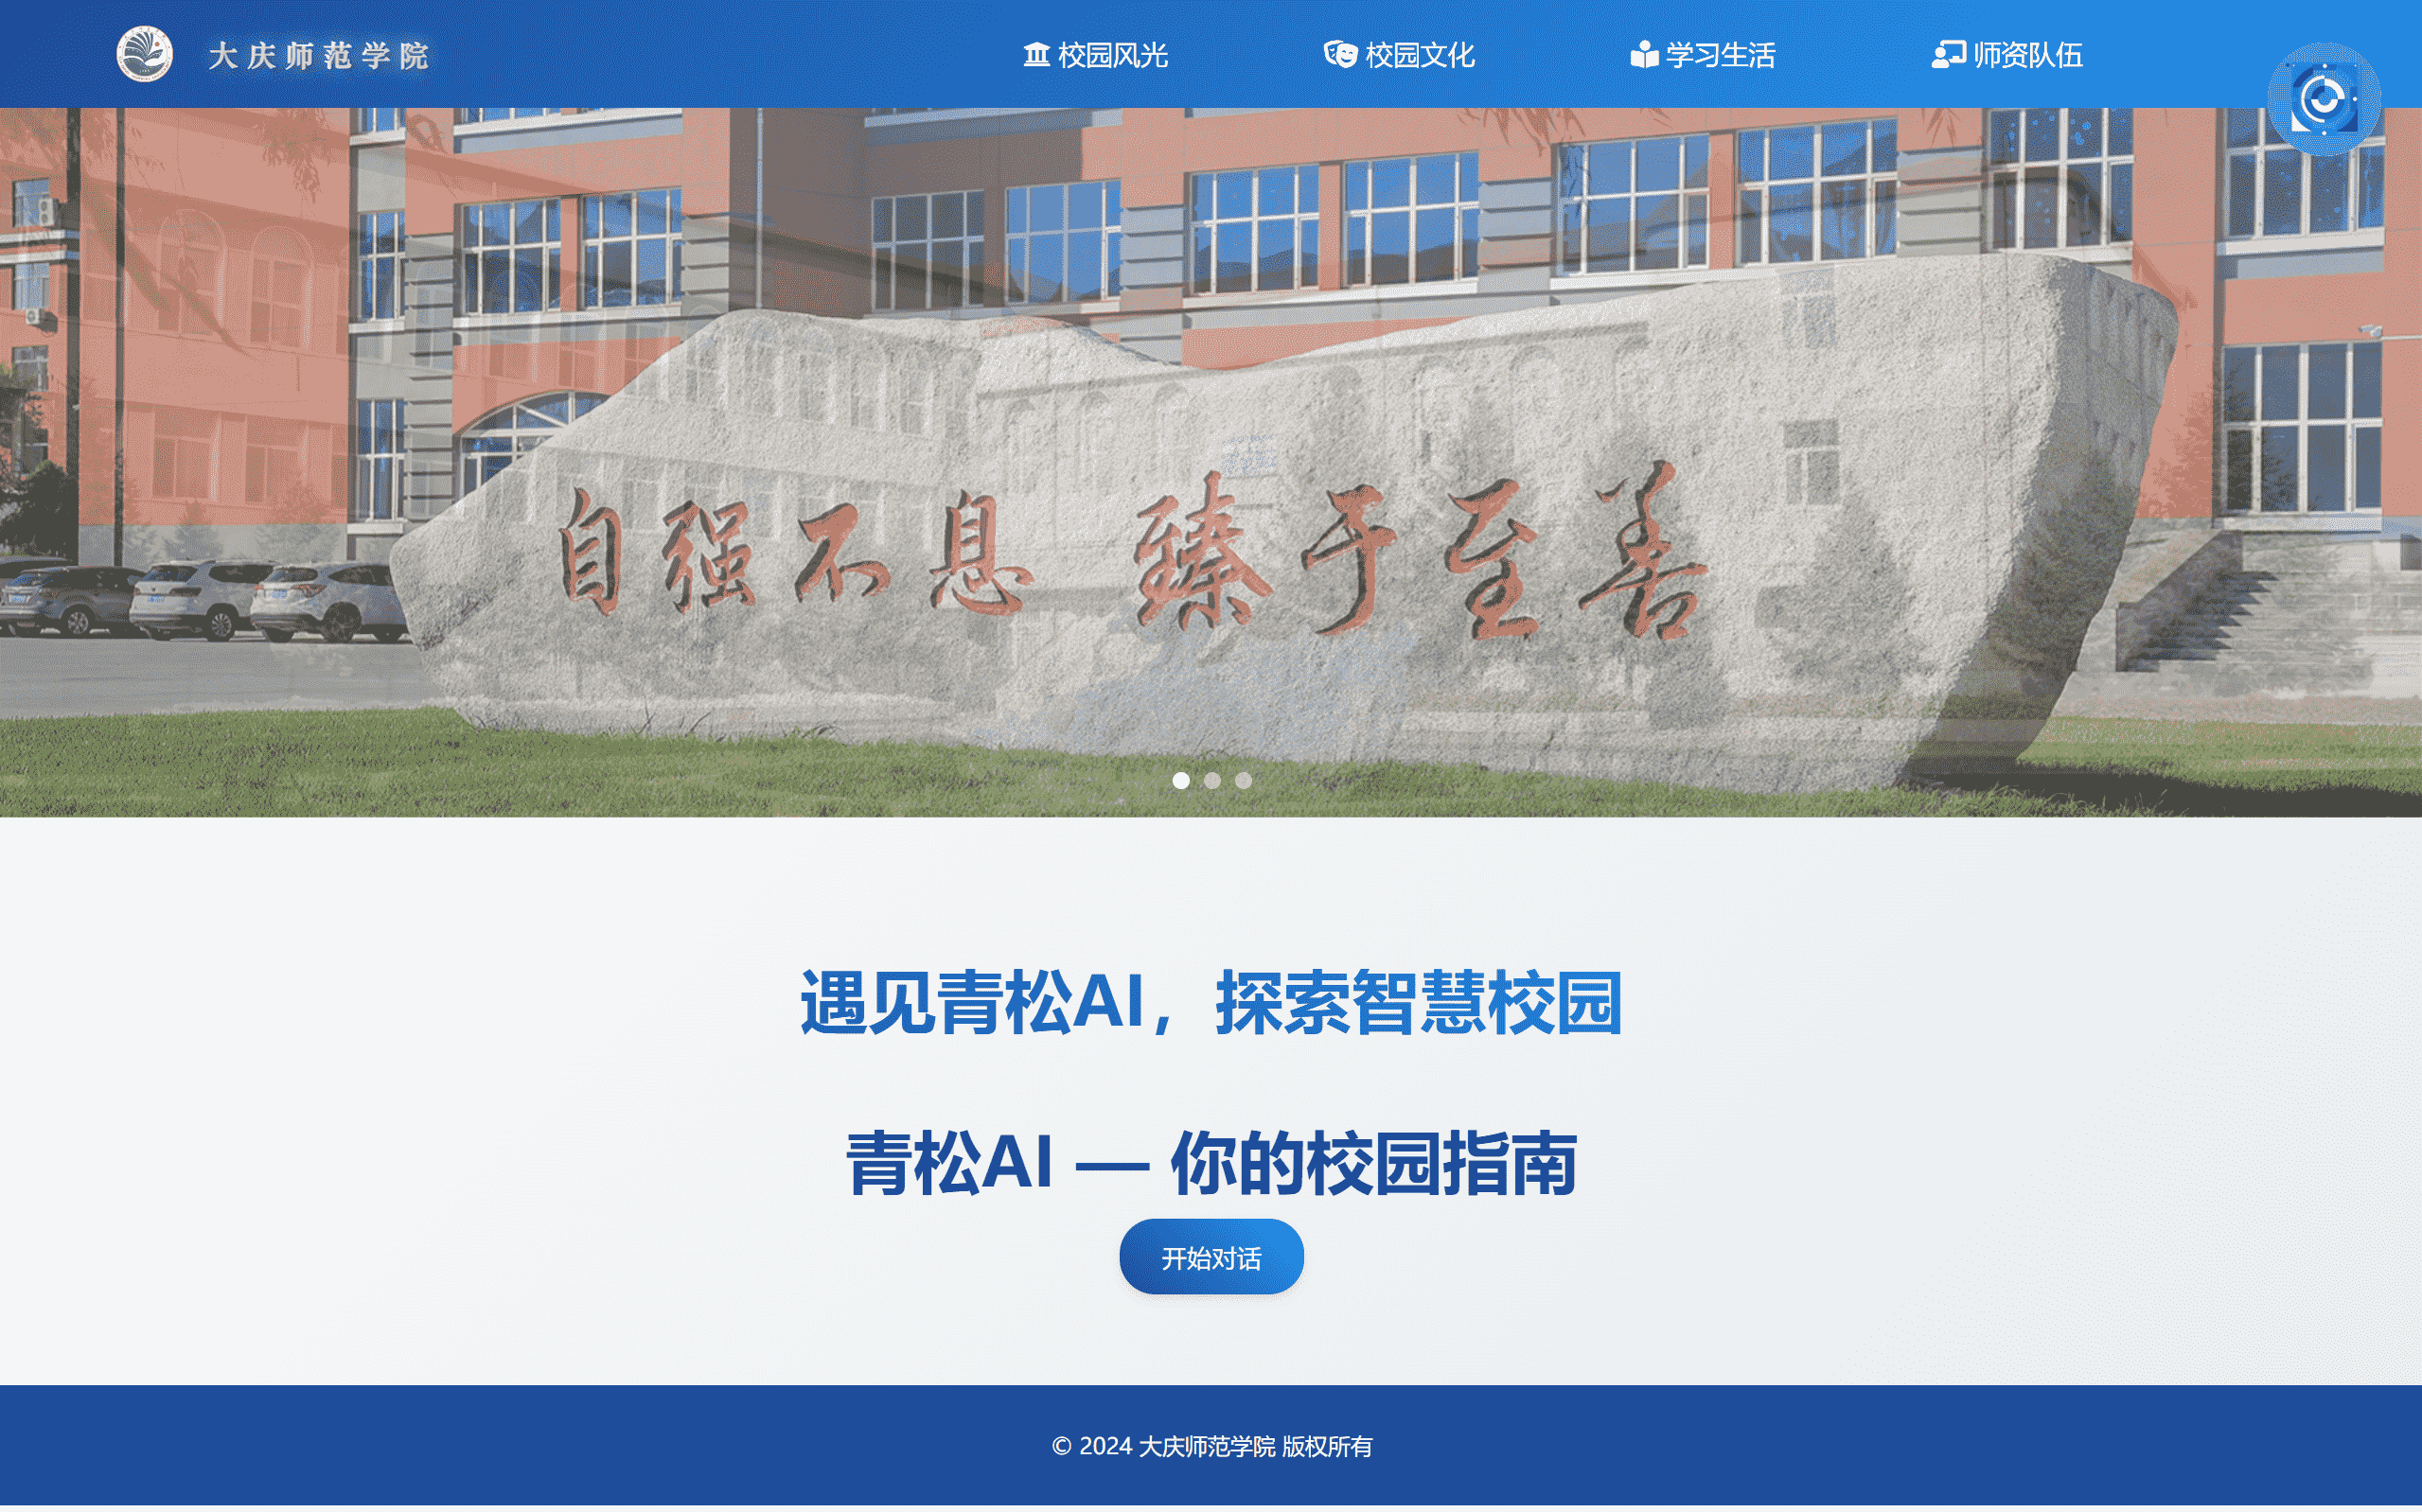 大庆师范学院
校园风光 校园文化 学习生活 师资队伍
自强不息 臻于至善
遇见青松AI，探索智慧校园
青松AI — 你的校园指南
开始对话
© 2024 大庆师范学院 版权所有